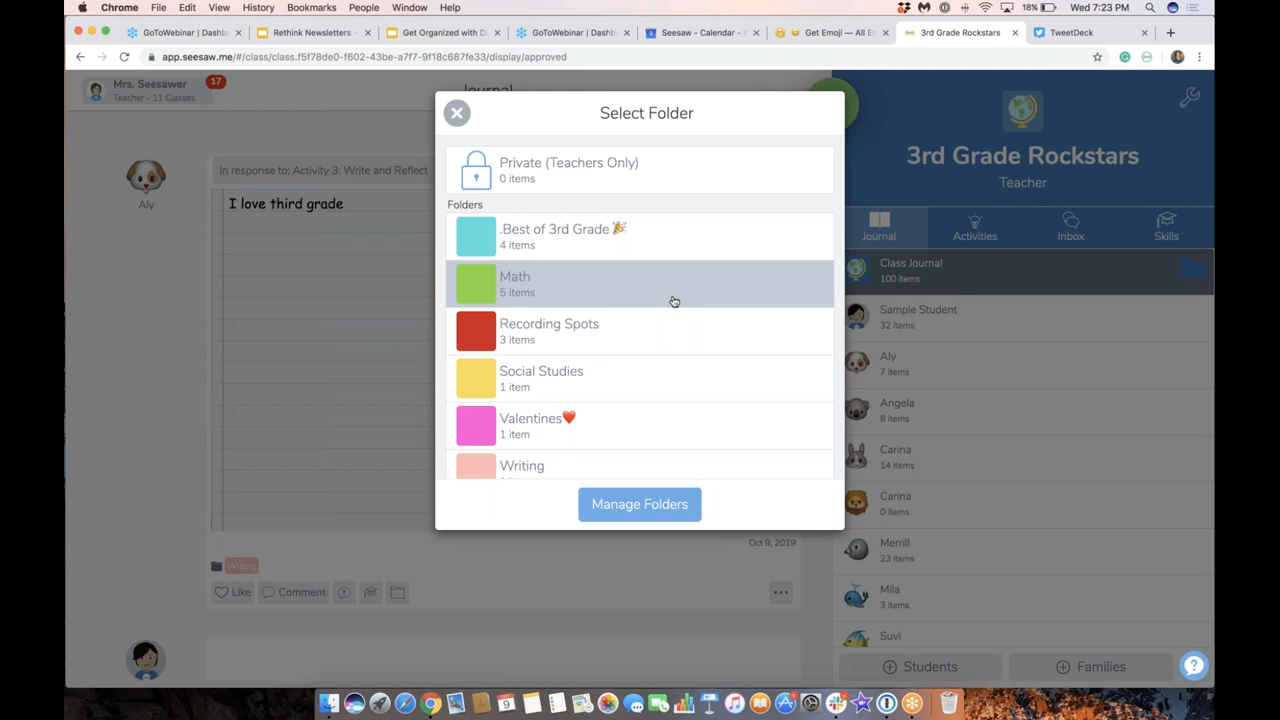 Chrome File Edit View History Bookmarks People Window Help 18% Wed 7:23 PM
GoToWebinar | Dashb
Rethink Newsletters -
Get Organized with D
GoToWebinar | Dashb
Seesaw - Calendar -
Get Emoji — All E
3rd Grade Rockstars
TweetDeck
app.seesaw.me/#/class/class.f5f78de0-f602-43be-a7f7-9f18c687fe33/display/approved
Mrs. Seesawer 17
Teacher - 11 Classes
Journal
Aly
In response to: Activity 3: Write and Reflect
I love third grade
Oct 9, 2019
Writing
Like Comment
Select Folder
Private (Teachers Only)
0 items
Folders
.Best of 3rd Grade🎉
4 items
Math
5 items
Recording Spots
3 items
Social Studies
1 item
Valentines❤️
1 item
Writing
Manage Folders
3rd Grade Rockstars
Teacher
Journal Activities Inbox Skills
Class Journal
100 items
Sample Student
32 items
Aly
7 items
Angela
8 items
Carina
14 items
Carina
0 items
Merrill
23 items
Mila
3 items
Suvi
Students Families